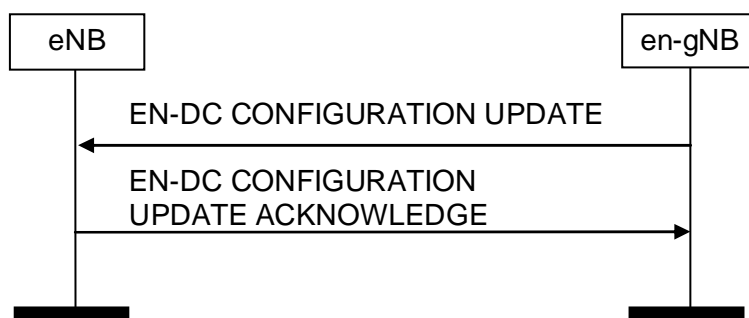 eNB
en-gNB
EN-DC CONFIGURATION UPDATE
EN-DC CONFIGURATION
UPDATE ACKNOWLEDGE